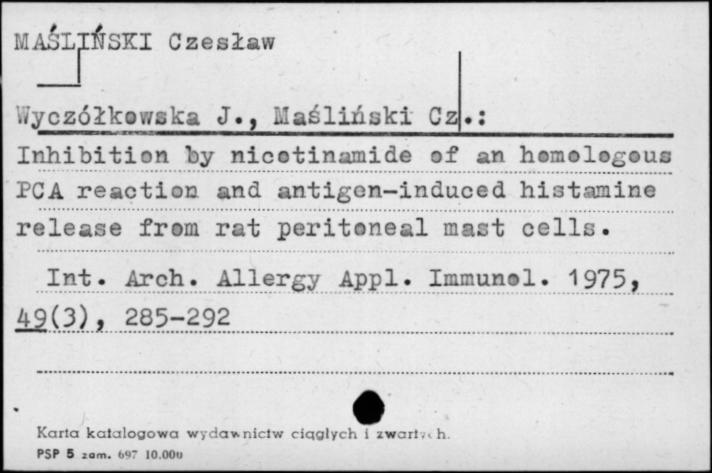 MAŚLIŃSKI Czesław
Wyczółkowska J., Maśliński Cz.:
Inhibition by nicotinamide of an homologous
PCA reaction and antigen-induced histamine
release from rat peritoneal mast cells.
Int. Arch. Allergy Appl. Immunol. 1975,
49(3), 285-292
Karta katalogowa wydawnictw ciągłych i zwartych.
PSP 5 zam. 697 10.000